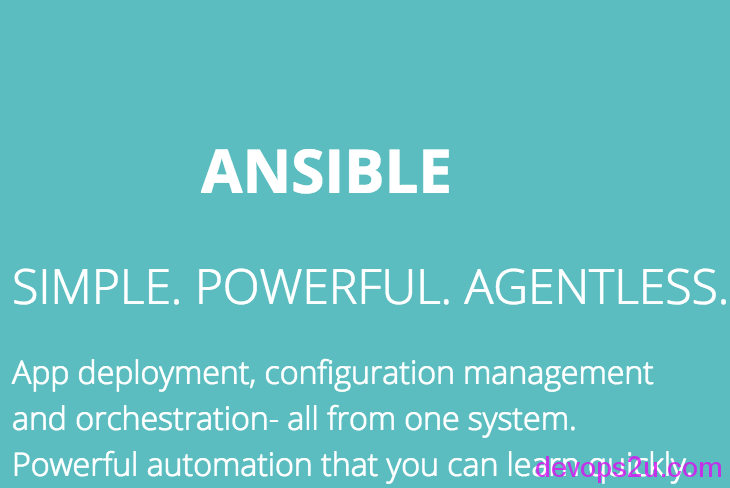 ANSIBLE
SIMPLE. POWERFUL. AGENTLESS.
App deployment, configuration management
and orchestration- all from one system.
Powerful automation that you can learn quickly.
devops2u.com